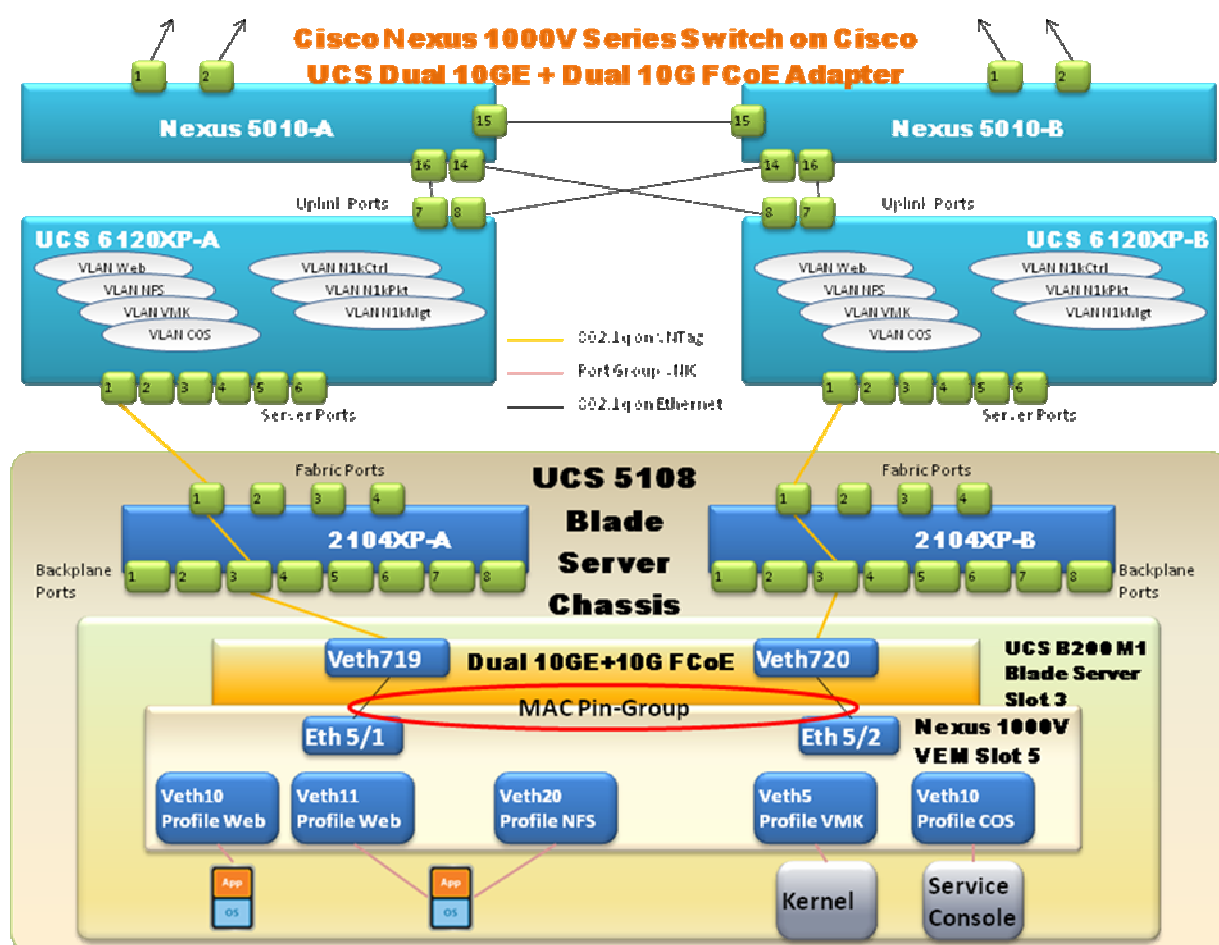 Cisco Nexus 1000V Series Switch on Cisco
UCS Dual 10GE + Dual 10G FCoE Adapter
1
2
1
2
Nexus 5010-A
15
15
Nexus 5010-B
16
14
14
16
Uplink Ports
7
8
8
7
Uplink Ports
UCS 6120XP-A
VLAN Web
VLAN NFS
VLAN VMK
VLAN COS
VLAN N1kCtrl
VLAN N1kPkt
VLAN N1kMgt
UCS 6120XP-B
VLAN Web
VLAN NFS
VLAN VMK
VLAN COS
VLAN N1kCtrl
VLAN N1kPkt
VLAN N1kMgt
802.1q on VNTag
Port Group VNIC
802.1q on Ethernet
1
2
3
4
5
6
Server Ports
1
2
3
4
5
6
Server Ports
UCS 5108
Blade
Server
Chassis
Fabric Ports
1
2
3
4
2104XP-A
Backplane
Ports
1
2
3
4
5
6
7
8
Fabric Ports
1
2
3
4
2104XP-B
1
2
3
4
5
6
7
8
Backplane
Ports
Veth719
Dual 10GE+10G FCoE
Veth720
UCS B200 M1
Blade Server
Slot 3
MAC Pin-Group
Eth 5/1
Eth 5/2
Nexus 1000V
VEM Slot 5
Veth10
Profile Web
Veth11
Profile Web
Veth20
Profile NFS
Veth5
Profile VMK
Veth10
Profile COS
App
OS
App
OS
Kernel
Service
Console